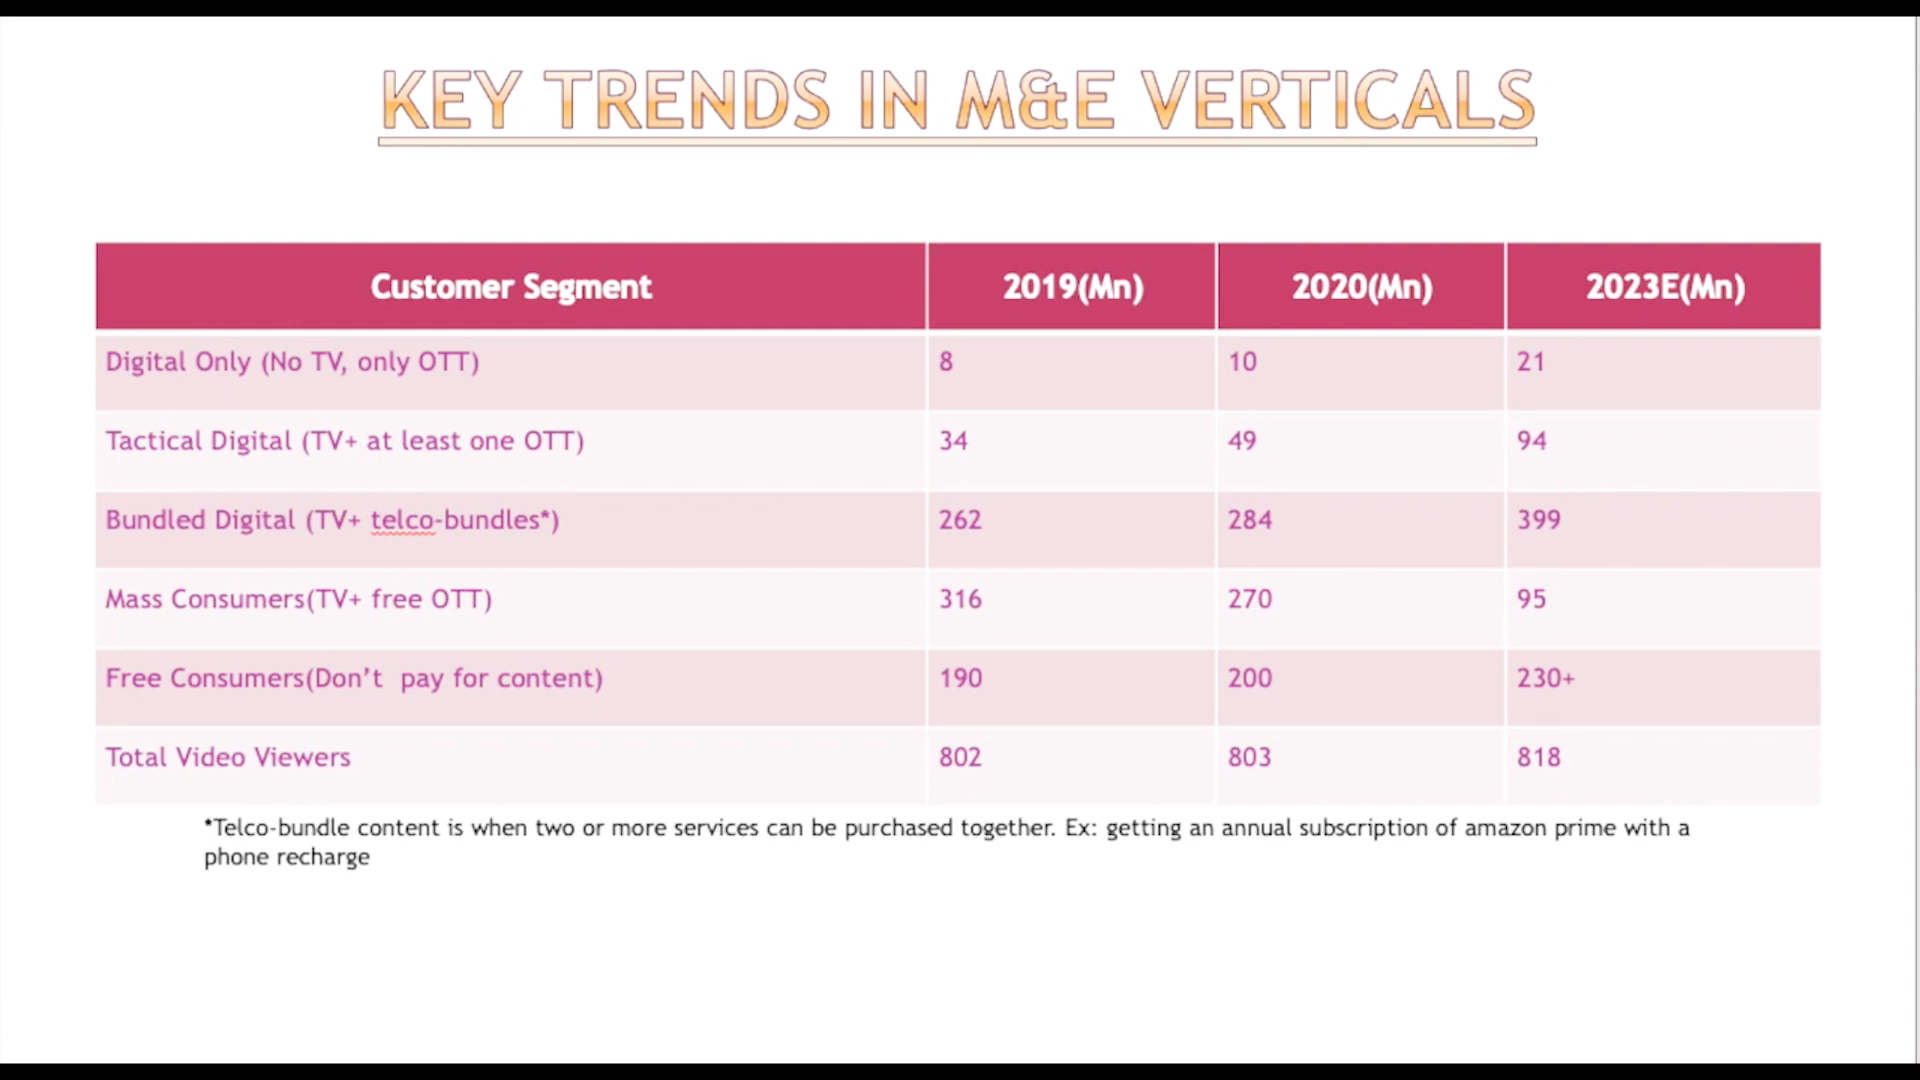 KEY TRENDS IN M&E VERTICALS
Customer Segment 2019(Mn) 2020(Mn) 2023E(Mn)
Digital Only (No TV, only OTT) 8 10 21
Tactical Digital (TV+ at least one OTT) 34 49 94
Bundled Digital (TV+ telco-bundles*) 262 284 399
Mass Consumers(TV+ free OTT) 316 270 95
Free Consumers(Don’t  pay for content) 190 200 230+
Total Video Viewers 802 803 818
*Telco-bundle content is when two or more services can be purchased together. Ex: getting an annual subscription of amazon prime with a
phone recharge